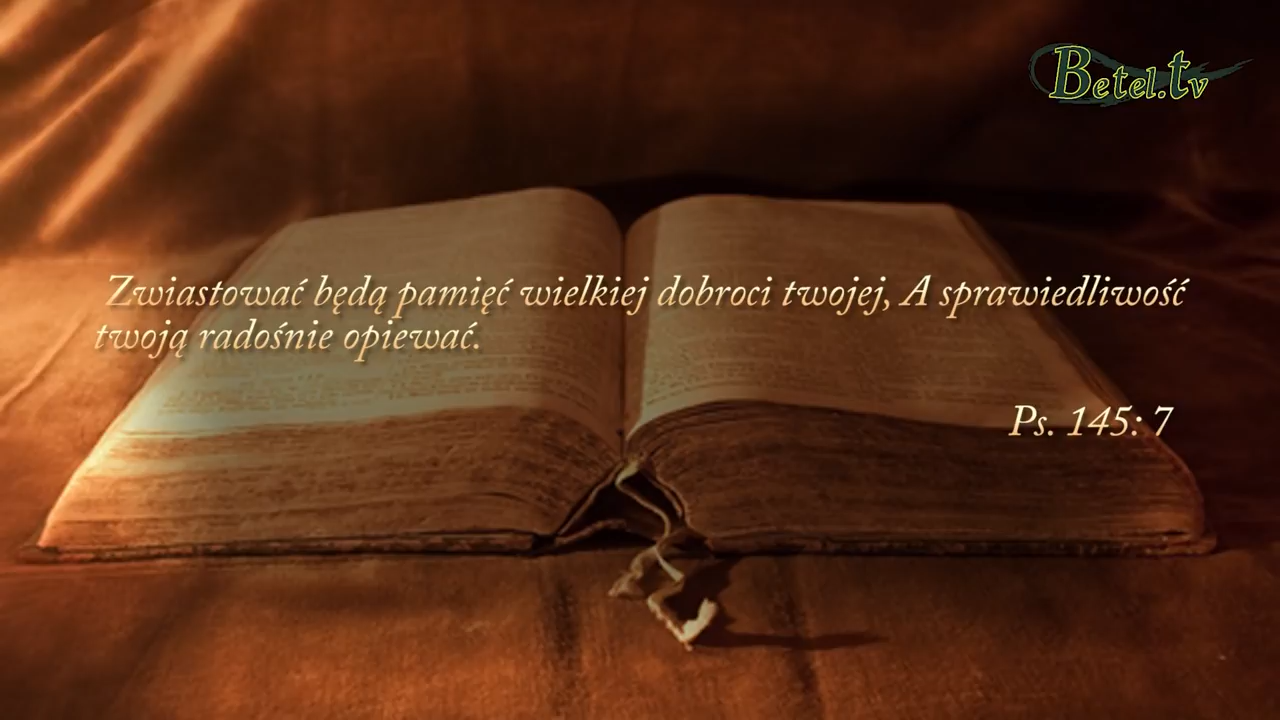 Betel.tv
Zwiastować będą pamięć wielkiej dobroci twojej, A sprawiedliwość
twoją radośnie opiewać.
Ps. 145: 7